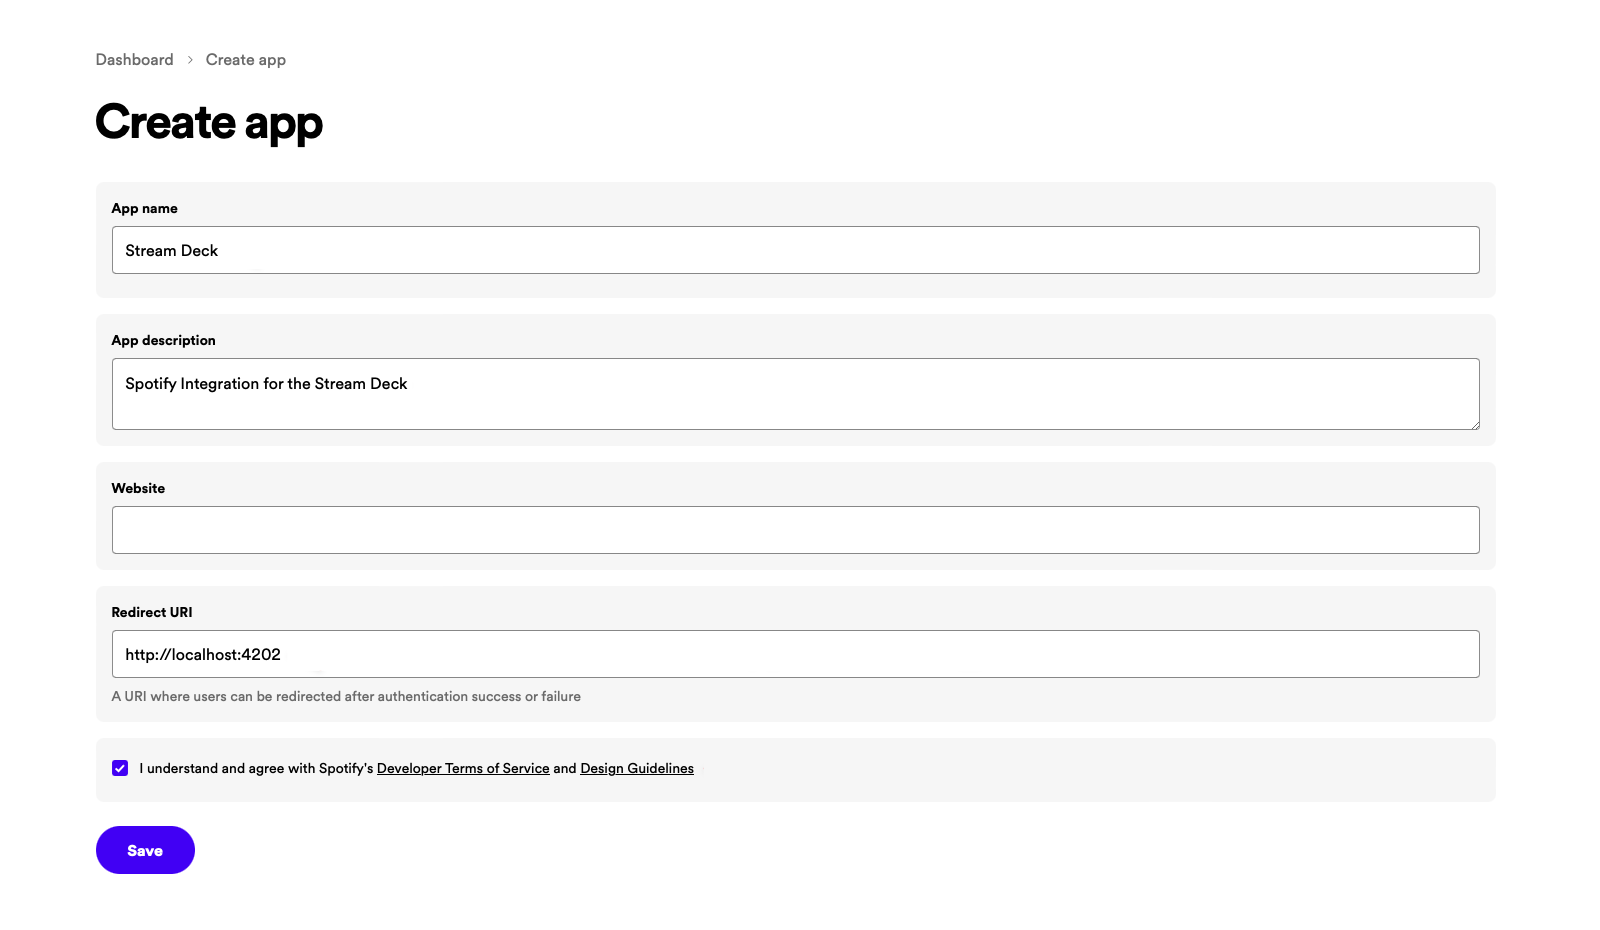 Dashboard > Create app
Create app
App name
Stream Deck
App description
Spotify Integration for the Stream Deck
Website
Redirect URI
http://localhost:4202
A URI where users can be redirected after authentication success or failure
I understand and agree with Spotify's Developer Terms of Service and Design Guidelines
Save